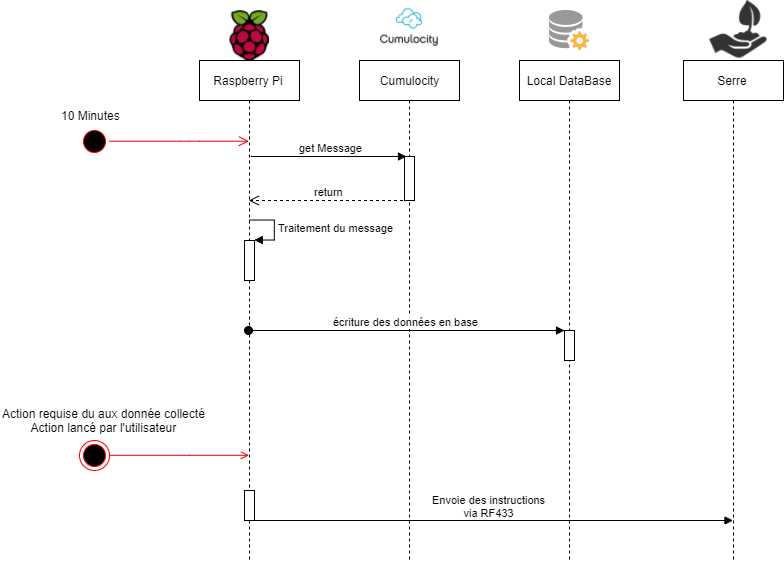 Cumulocity
Raspberry Pi
Cumulocity
Local DataBase
Serre
10 Minutes
get Message
return
Traitement du message
écriture des données en base
Action requise du aux donnée collecté
Action lancé par l'utilisateur
Envoie des instructions
via RF433